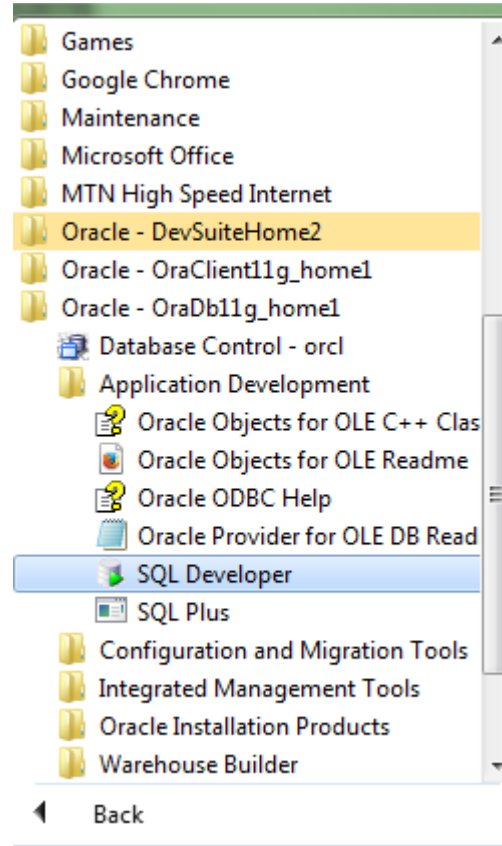 Games
Google Chrome
Maintenance
Microsoft Office
MTN High Speed Internet
Oracle - DevSuiteHome2
Oracle - OraClient11g_home1
Oracle - OraDb11g_home1
Database Control - orcl
Application Development
Oracle Objects for OLE C++ Clas
Oracle Objects for OLE Readme
Oracle ODBC Help
Oracle Provider for OLE DB Read
SQL Developer
SQL Plus
Configuration and Migration Tools
Integrated Management Tools
Oracle Installation Products
Warehouse Builder
Back